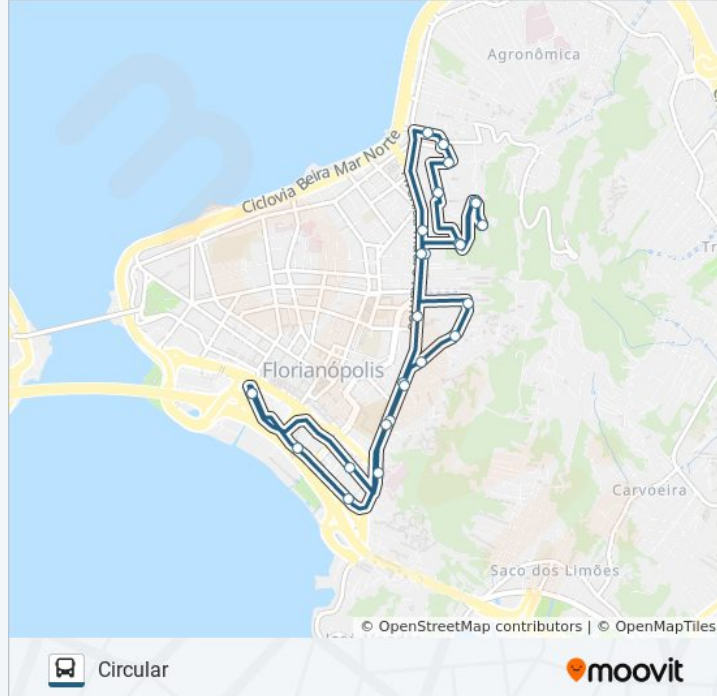 Agronômica
Ciclovia Beira Mar Norte
Florianópolis
Carvoeira
Saco dos Limões
© OpenStreetMap contributors | © OpenMapTiles
Circular
moovit